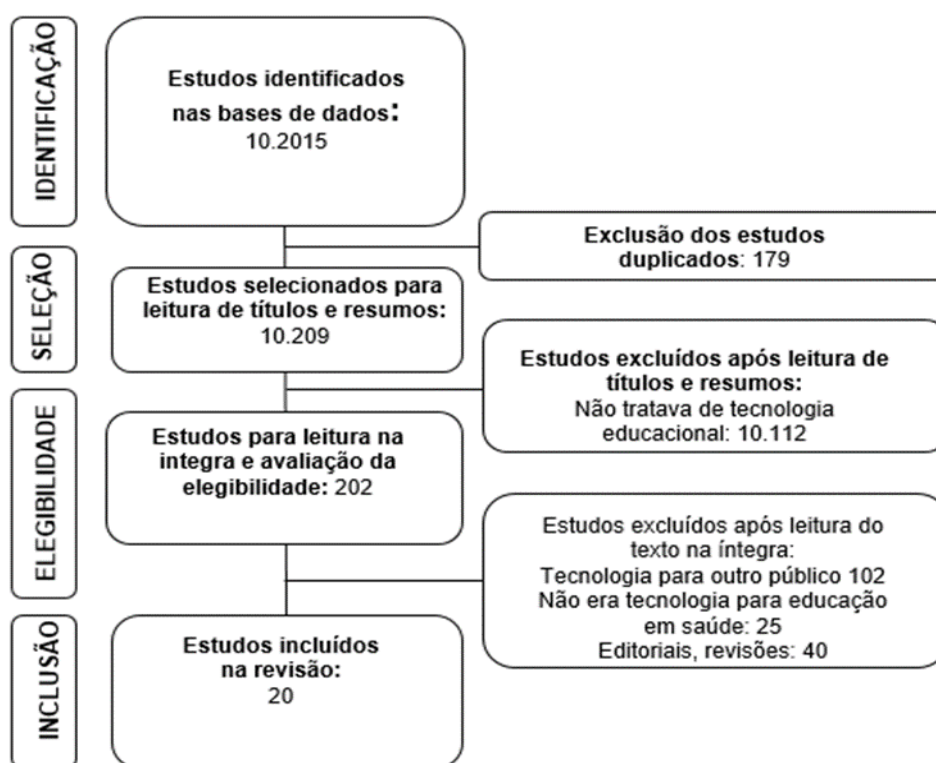 IDENTIFICAÇÃO
Estudos identificados
nas bases de dados:
10.2015
Exclusão dos estudos
duplicados: 179
SELEÇÃO
Estudos selecionados para
leitura de títulos e resumos:
10.209
Estudos excluídos após leitura de
títulos e resumos:
Não tratava de tecnologia
educacional: 10.112
ELEGIBILIDADE
Estudos para leitura na
integra e avaliação da
elegibilidade: 202
Estudos excluídos após leitura do
texto na íntegra:
Tecnologia para outro público 102
Não era tecnologia para educação
em saúde: 25
Editoriais, revisões: 40
INCLUSÃO
Estudos incluídos
na revisão:
20